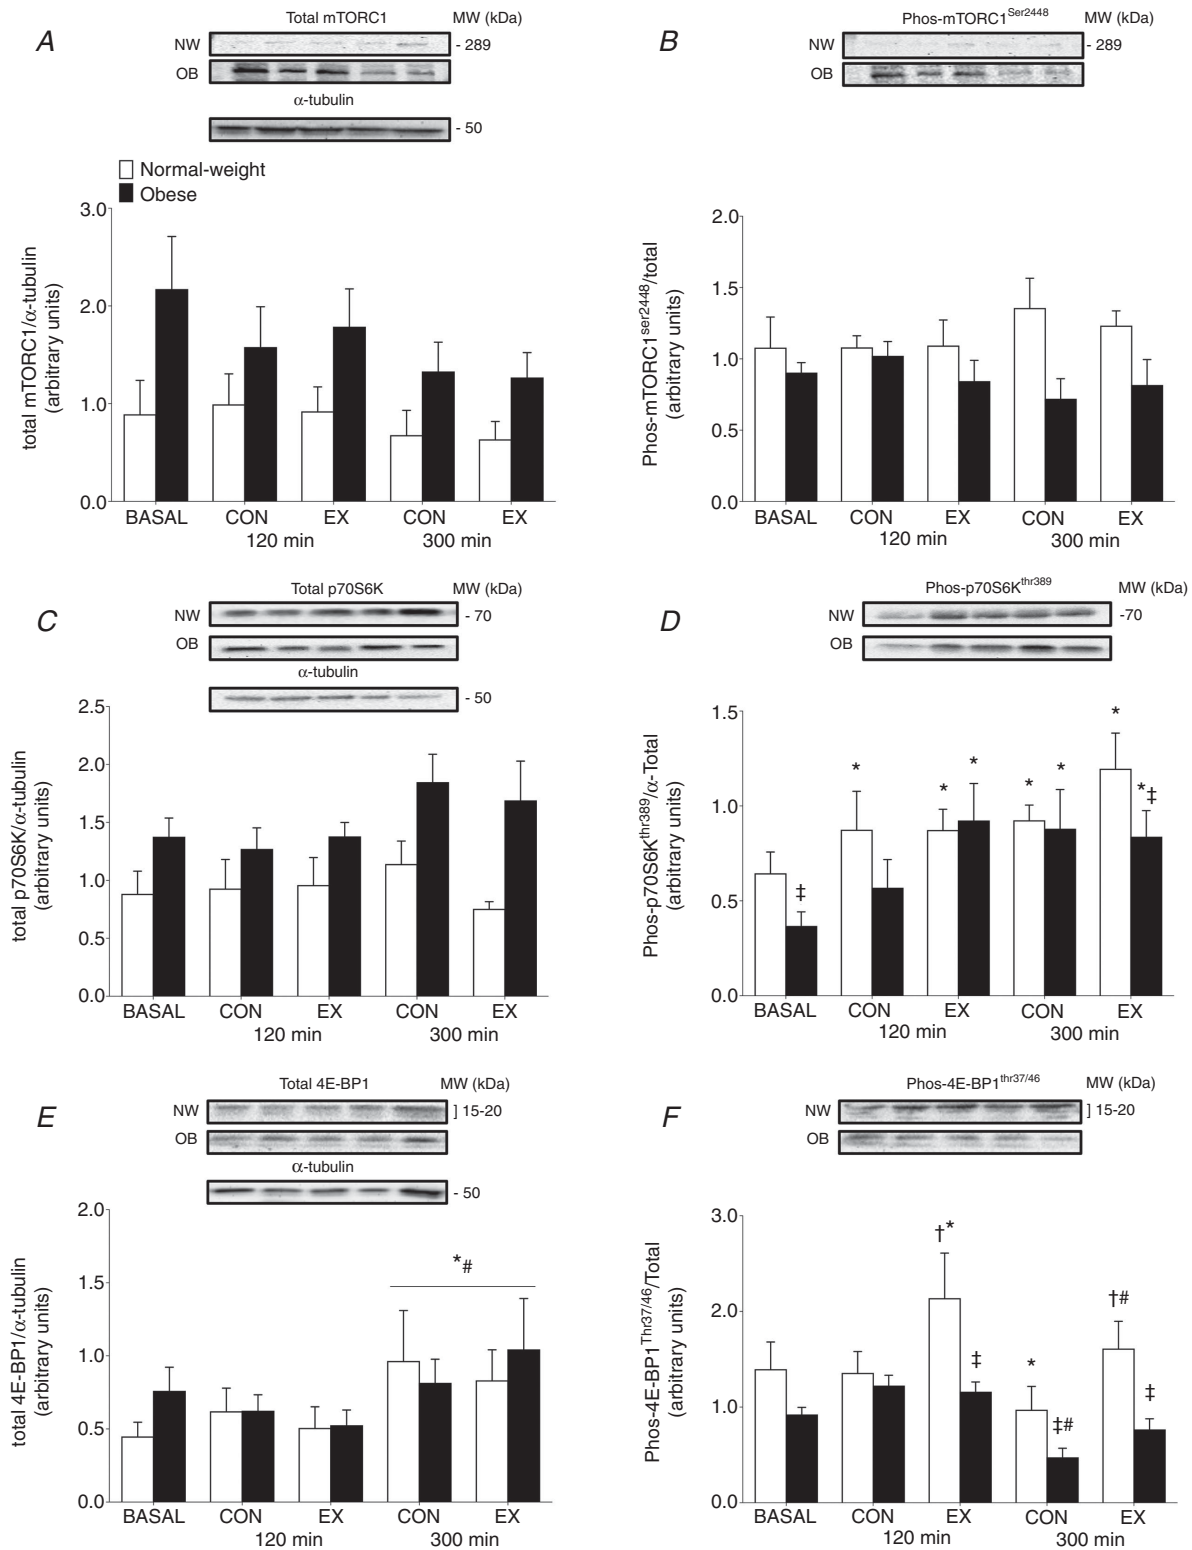 A
Total mTORC1 MW (kDa)
NW - 289
OB
α-tubulin
- 50
Normal-weight
Obese
total mTORC1/α-tubulin
(arbitrary units)
3.0
2.0
1.0
0.0
BASAL CON EX CON EX
120 min 300 min
B
Phos-mTORC1Ser2448 MW (kDa)
NW - 289
OB
Phos-mTORC1ser2448/total
(arbitrary units)
2.0
1.5
1.0
0.5
0.0
BASAL CON EX CON EX
120 min 300 min
C
Total p70S6K MW (kDa)
NW - 70
OB
α-tubulin
- 50
total p70S6K/α-tubulin
(arbitrary units)
2.5
2.0
1.5
1.0
0.5
0.0
BASAL CON EX CON EX
120 min 300 min
D
Phos-p70S6Kthr389 MW (kDa)
NW -70
OB
Phos-p70S6Kthr389/α-Total
(arbitrary units)
1.5
1.0
0.5
0.0
‡ * * * * * * *‡
BASAL CON EX CON EX
120 min 300 min
E
Total 4E-BP1 MW (kDa)
NW ] 15-20
OB
α-tubulin
- 50
total 4E-BP1/α-tubulin
(arbitrary units)
2.0
1.5
1.0
0.5
0.0
*#
BASAL CON EX CON EX
120 min 300 min
F
Phos-4E-BP1thr37/46 MW (kDa)
NW ] 15-20
OB
Phos-4E-BP1Thr37/46/Total
(arbitrary units)
3.0
2.0
1.0
0.0
†* ‡ * ‡# †# ‡
BASAL CON EX CON EX
120 min 300 min